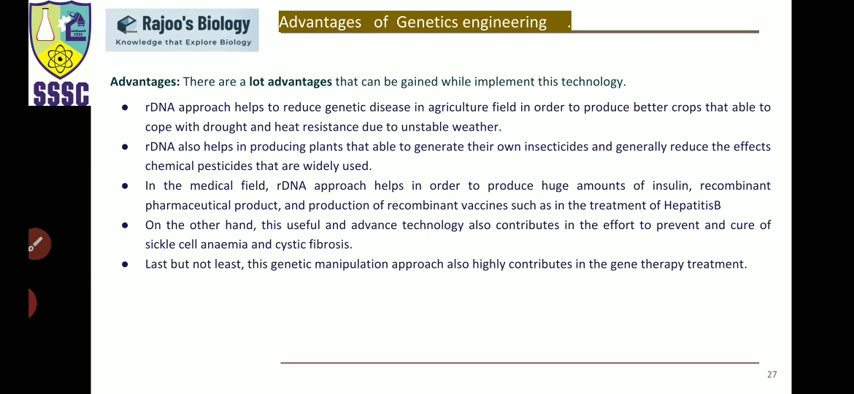 Rajoo's Biology
Knowledge that Explore Biology
Advantages of Genetics engineering .
SSSC
Advantages: There are a lot advantages that can be gained while implement this technology.
● rDNA approach helps to reduce genetic disease in agriculture field in order to produce better crops that able to
cope with drought and heat resistance due to unstable weather.
● rDNA also helps in producing plants that able to generate their own insecticides and generally reduce the effects
chemical pesticides that are widely used.
● In the medical field, rDNA approach helps in order to produce huge amounts of insulin, recombinant
pharmaceutical product, and production of recombinant vaccines such as in the treatment of HepatitisB
● On the other hand, this useful and advance technology also contributes in the effort to prevent and cure of
sickle cell anaemia and cystic fibrosis.
● Last but not least, this genetic manipulation approach also highly contributes in the gene therapy treatment.
27